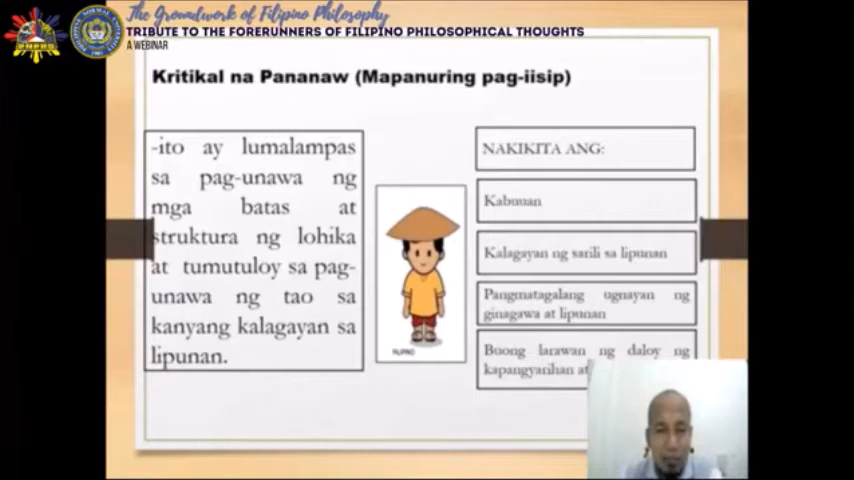 The Groundwork of Filipino Philosophy
TRIBUTE TO THE FORERUNNERS OF FILIPINO PHILOSOPHICAL THOUGHTS
A WEBINAR
Kritikal na Pananaw (Mapanuring pag-iisip)
-ito ay lumalampas
sa pag-unawa ng
mga batas at
struktura ng lohika
at tumutuloy sa pag-
unawa ng tao sa
kanyang kalagayan sa
lipunan.
FILIPINO
NAKIKITA ANG:
Kabuuan
Kalagayan ng sarili sa lipunan
Pangmatagalang ugnayan ng
ginagawa at lipunan
Buong larawan ng daloy ng
kapangyarihan at